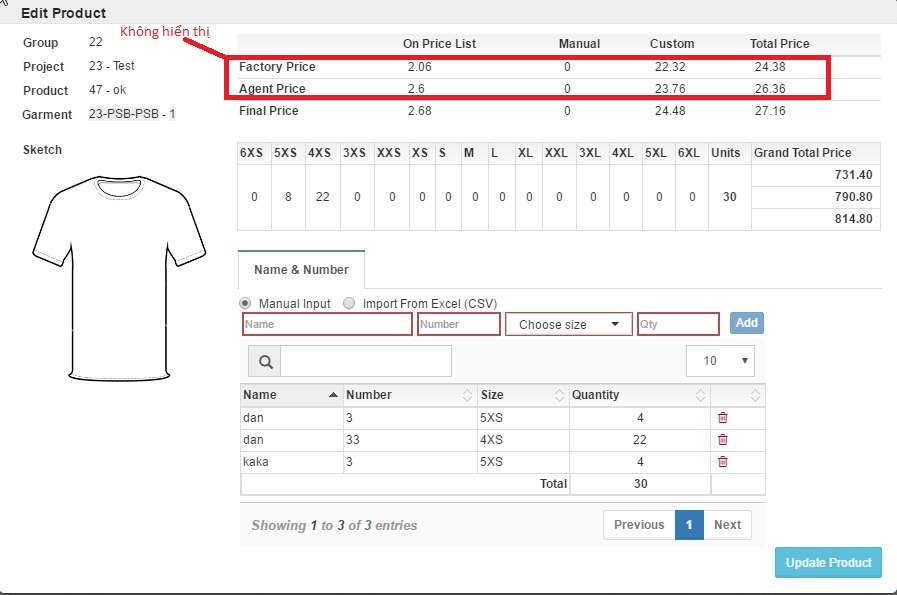 Edit Product
Group 22
Không hiển thị
Project 23 - Test
Product 47 - ok
Garment 23-PSB-PSB - 1
Sketch
On Price List Manual Custom Total Price
Factory Price 2.06 0 22.32 24.38
Agent Price 2.6 0 23.76 26.36
Final Price 2.68 0 24.48 27.16
6XS 5XS 4XS 3XS XXS XS S M L XL XXL 3XL 4XL 5XL 6XL Units Grand Total Price
0 8 22 0 0 0 0 0 0 0 0 0 0 0 0 30
731.40
790.80
814.80
Name & Number
Manual Input Import From Excel (CSV)
Name Number Choose size Qty Add
10
Name Number Size Quantity
dan 3 5XS 4
dan 33 4XS 22
kaka 3 5XS 4
Total 30
Showing 1 to 3 of 3 entries
Previous 1 Next
Update Product